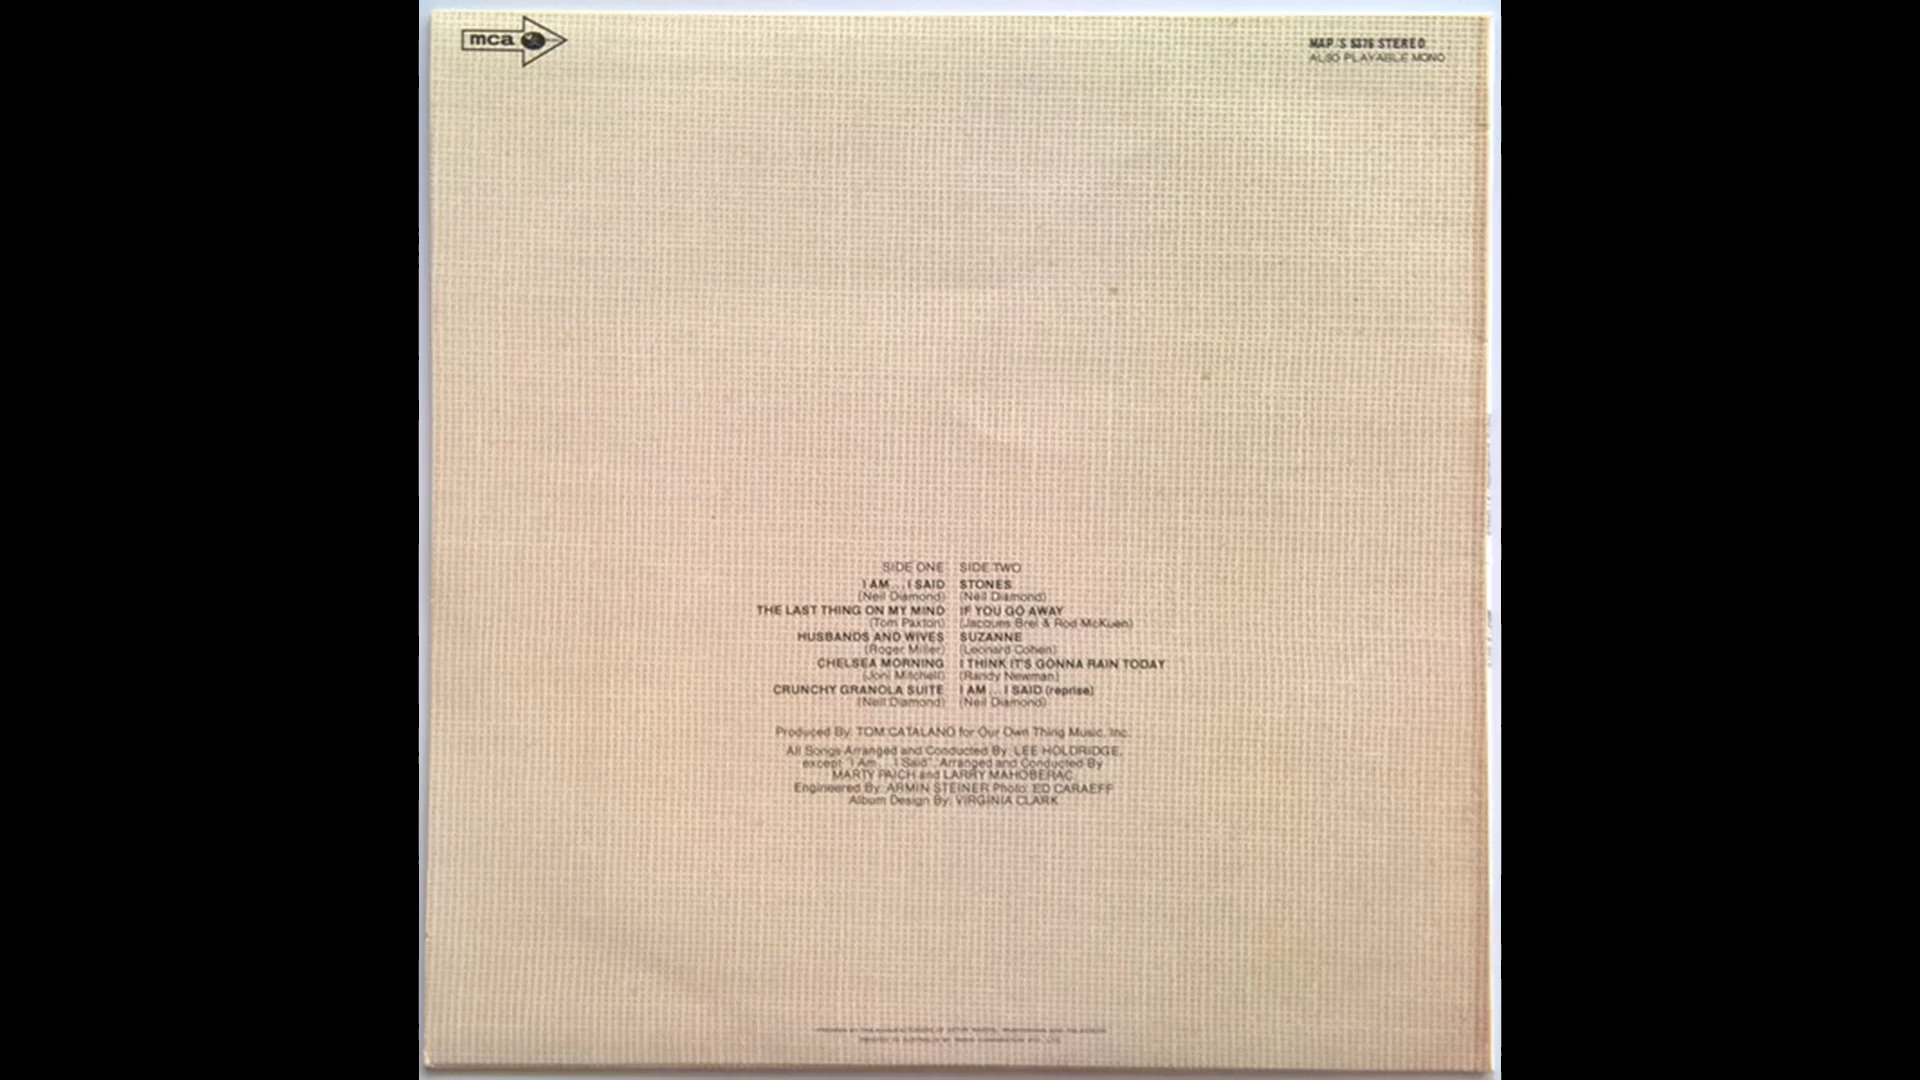 mca
MAP/S 5376 STEREO
ALSO PLAYABLE MONO
SIDE ONE
I AM... I SAID
(Neil Diamond)
THE LAST THING ON MY MIND
(Tom Paxton)
HUSBANDS AND WIVES
(Roger Miller)
CHELSEA MORNING
(Joni Mitchell)
CRUNCHY GRANOLA SUITE
(Neil Diamond)
SIDE TWO
STONES
(Neil Diamond)
IF YOU GO AWAY
(Jacques Brel & Rod McKuen)
SUZANNE
(Leonard Cohen)
I THINK IT'S GONNA RAIN TODAY
(Randy Newman)
I AM... I SAID (reprise)
(Neil Diamond)
Produced By: TOM CATALANO for Our Own Thing Music, Inc.
All Songs Arranged and Conducted By: LEE HOLDRIDGE,
except "I Am... I Said", Arranged and Conducted By
MARTY PAICH and LARRY MAHOBERAC
Engineered By: ARMIN STEINER Photo: ED CARAEFF
Album Design By: VIRGINIA CLARK